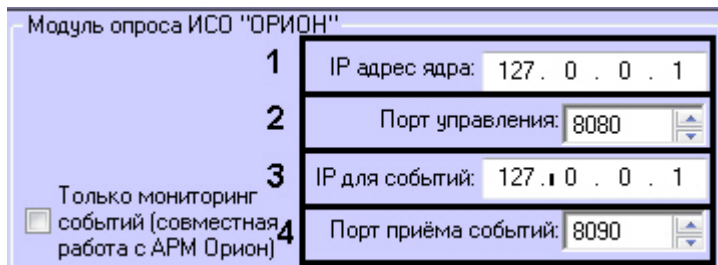 Модуль опроса ИСО "ОРИОН"
1 IP адрес ядра: 127 . 0 . 0 . 1
2 Порт управления: 8080
3 IP для событий: 127 . 0 . 0 . 1
Только мониторинг
событий (совместная
работа с АРМ Орион)
4 Порт приёма событий: 8090